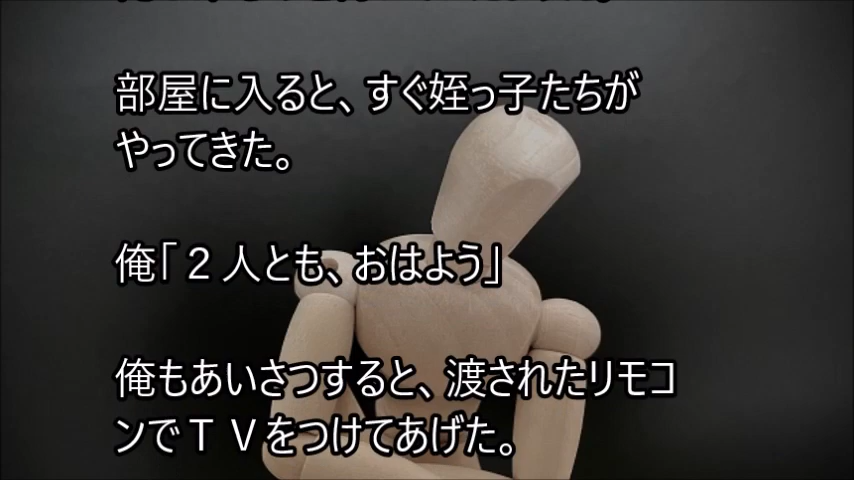 部屋に入ると、すぐ姪っ子たちが
やってきた。
俺「２人とも、おはよう」
俺もあいさつすると、渡されたリモコ
ンでＴＶをつけてあげた。